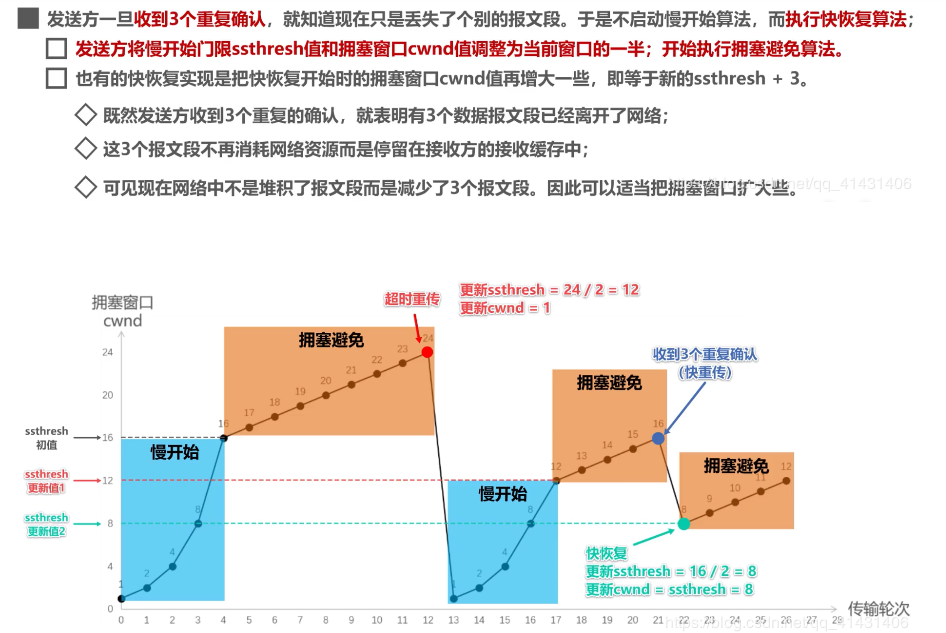 发送方一旦收到3个重复确认，就知道现在只是丢失了个别的报文段。于是不启动慢开始算法，而执行快恢复算法；
发送方将慢开始门限ssthresh值和拥塞窗口cwnd值调整为当前窗口的一半；开始执行拥塞避免算法。
也有的快恢复实现是把快恢复开始时的拥塞窗口cwnd值再增大一些，即等于新的ssthresh + 3。
既然发送方收到3个重复的确认，就表明有3个数据报文段已经离开了网络；
这3个报文段不再消耗网络资源而是停留在接收方的接收缓存中；
可见现在网络中不是堆积了报文段而是减少了3个报文段。因此可以适当把拥塞窗口扩大些。
net/qq_41431406
拥塞窗口
cwnd
超时重传
更新ssthresh = 24 / 2 = 12
更新cwnd = 1
收到3个重复确认
（快重传）
拥塞避免
拥塞避免
拥塞避免
慢开始
慢开始
ssthresh
初值
ssthresh
更新值1
ssthresh
更新值2
快恢复
更新ssthresh = 16 / 2 = 8
更新cwnd = ssthresh = 8
24
20
16
12
8
4
0
1 2 4 8 16 17 18 19 20 21 22 23 24 1 2 4 8 12 13 14 15 16 8 9 10 11 12
0 1 2 3 4 5 6 7 8 9 10 11 12 13 14 15 16 17 18 19 20 21 22 23 24 25 26 27 28
传输轮次
https://blog.csdn.net/qq_41431406